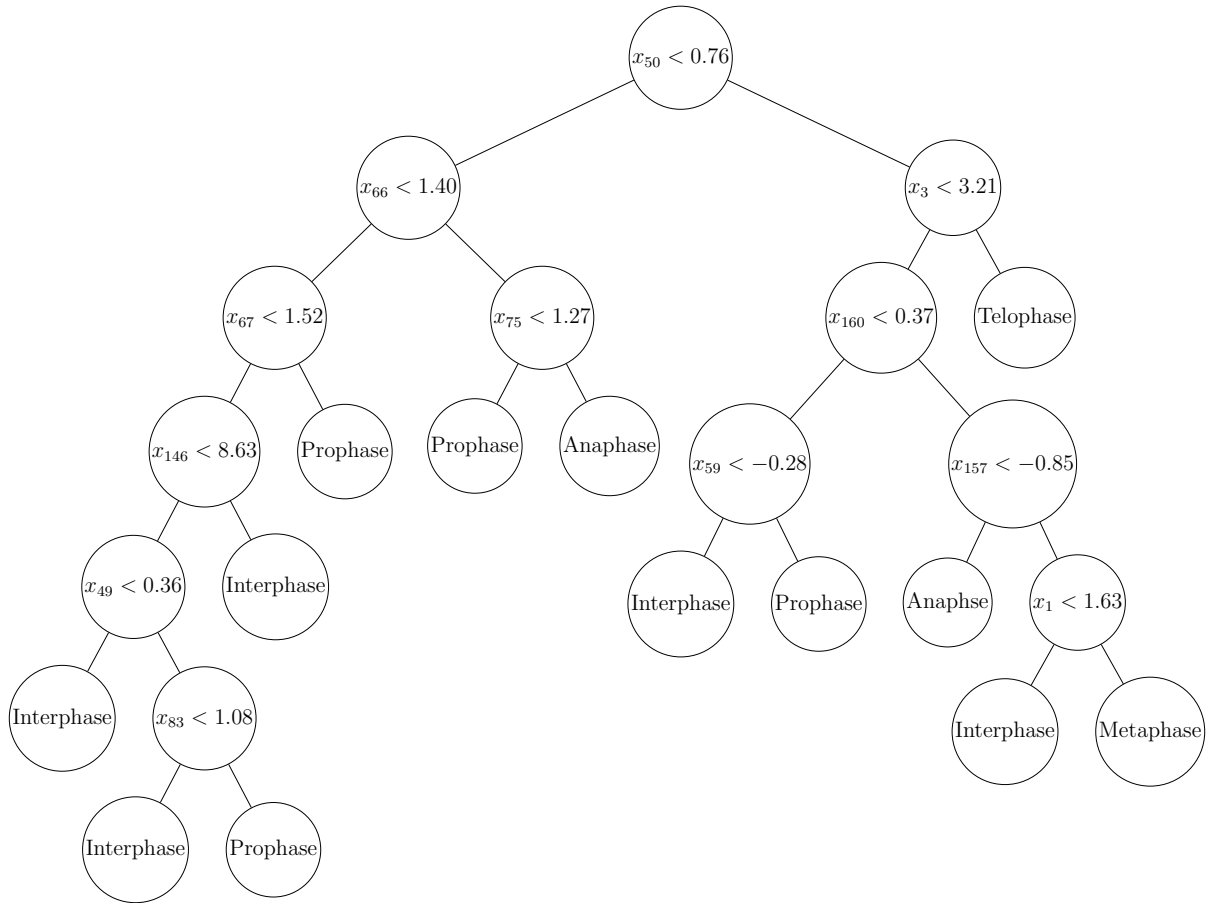 x₅₀ < 0.76
x₆₆ < 1.40
x₃ < 3.21
x₆₇ < 1.52
x₇₅ < 1.27
x₁₆₀ < 0.37
Telophase
x₁₄₆ < 8.63
Prophase
Prophase
Anaphase
x₅₉ < −0.28
x₁₅₇ < −0.85
x₄₉ < 0.36
Interphase
Interphase
Prophase
Anaphse
x₁ < 1.63
Interphase
x₈₃ < 1.08
Interphase
Metaphase
Interphase
Prophase